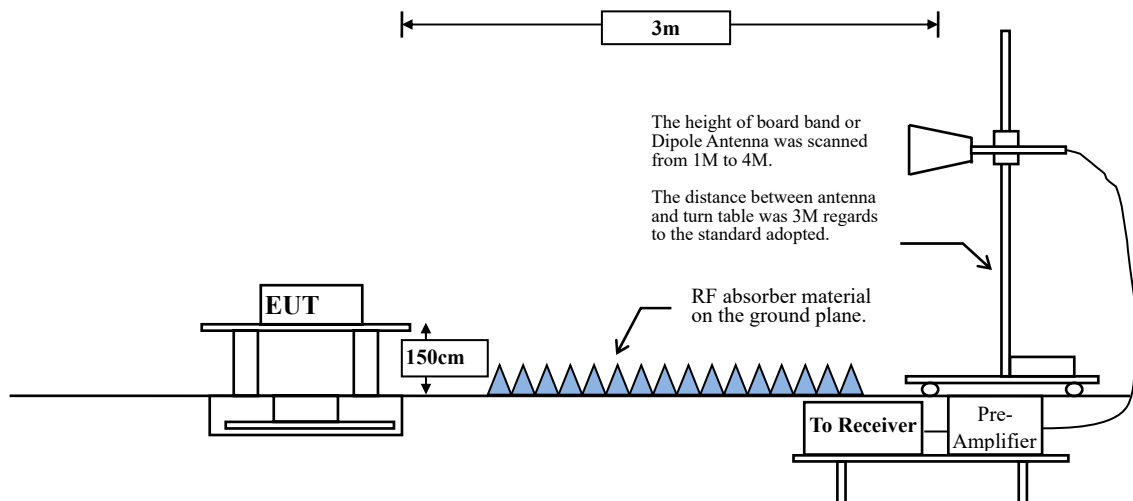 3m
The height of board band or
Dipole Antenna was scanned
from 1M to 4M.
The distance between antenna
and turn table was 3M regards
to the standard adopted.
EUT
RF absorber material
on the ground plane.
150cm
To Receiver
Pre-
Amplifier